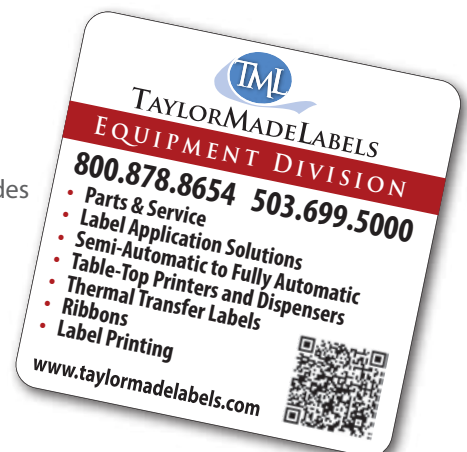 TML
TAYLORMADELABELS
EQUIPMENT DIVISION
800.878.8654 503.699.5000
• Parts & Service
• Label Application Solutions
• Semi-Automatic to Fully Automatic
• Table-Top Printers and Dispensers
• Thermal Transfer Labels
• Ribbons
• Label Printing
www.taylormadelabels.com